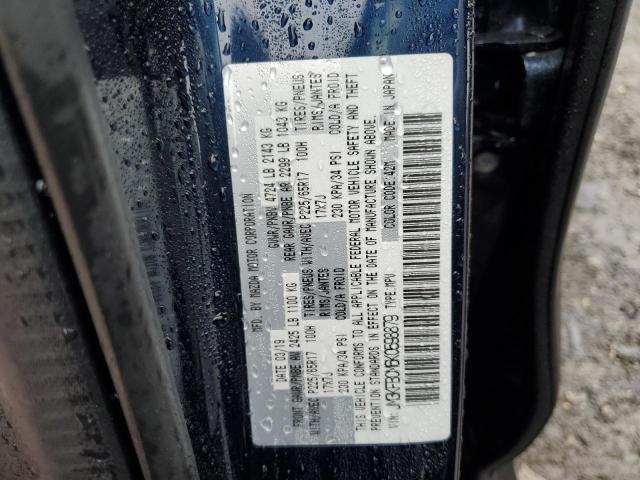 MFD. BY MAZDA MOTOR CORPORATION
DATE 03/19 GVWR/PNBV 4724 LB 2143 KG
FRONT GAWR/PNBE AV 2425 LB 1100 KG REAR GAWR/PNBE AR 2299 LB 1043 KG
WITH/AVEC TIRES/PNEUS WITH/AVEC TIRES/PNEUS
P225/65R17 100H RIMS/JANTES P225/65R17 100H RIMS/JANTES
17X7J COLD/A FROID 17X7J COLD/A FROID
230 KPA/34 PSI 230 KPA/34 PSI
THIS VEHICLE CONFORMS TO ALL APPLICABLE FEDERAL MOTOR VEHICLE SAFETY AND THEFT
PREVENTION STANDARDS IN EFFECT ON THE DATE OF MANUFACTURE SHOWN ABOVE.
COLOR CODE:42M MADE IN JAPAN
VIN: TYPE:MPV